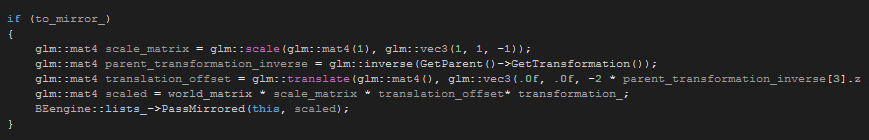 if (to_mirror_)
{
glm::mat4 scale_matrix = glm::scale(glm::mat4(1), glm::vec3(1, 1, -1));
glm::mat4 parent_transformation_inverse = glm::inverse(GetParent()->GetTransformation());
glm::mat4 translation_offset = glm::translate(glm::mat4(), glm::vec3(.0f, .0f, -2 * parent_transformation_inverse[3].z
glm::mat4 scaled = world_matrix * scale_matrix * translation_offset* transformation_;
BEengine::lists_->PassMirrored(this, scaled);
}